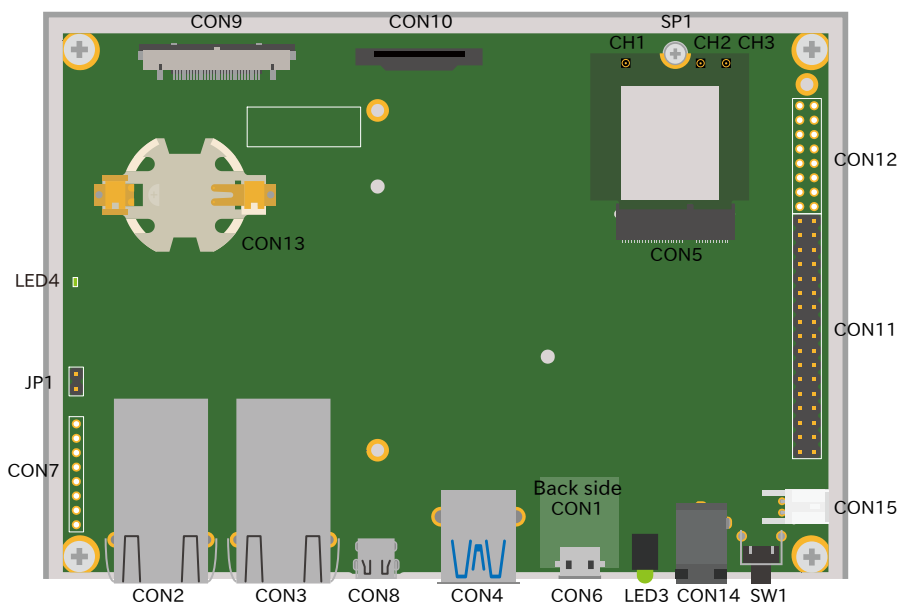 CON9
CON10
SP1
CH1
CH2
CH3
CON12
CON13
CON5
LED4
CON11
JP1
CON7
Back side
CON1
CON15
CON2
CON3
CON8
CON4
CON6
LED3
CON14
SW1